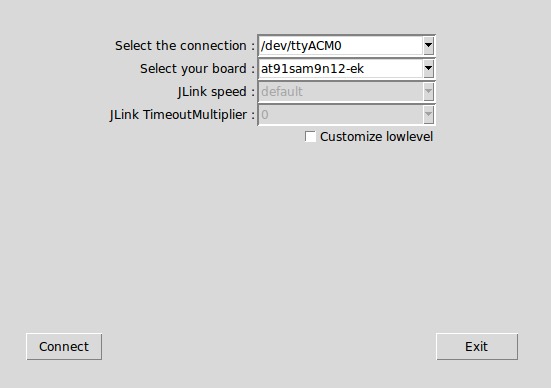 Select the connection : /dev/ttyACM0
Select your board : at91sam9n12-ek
JLink speed : default
JLink TimeoutMultiplier : 0
Customize lowlevel
Connect Exit